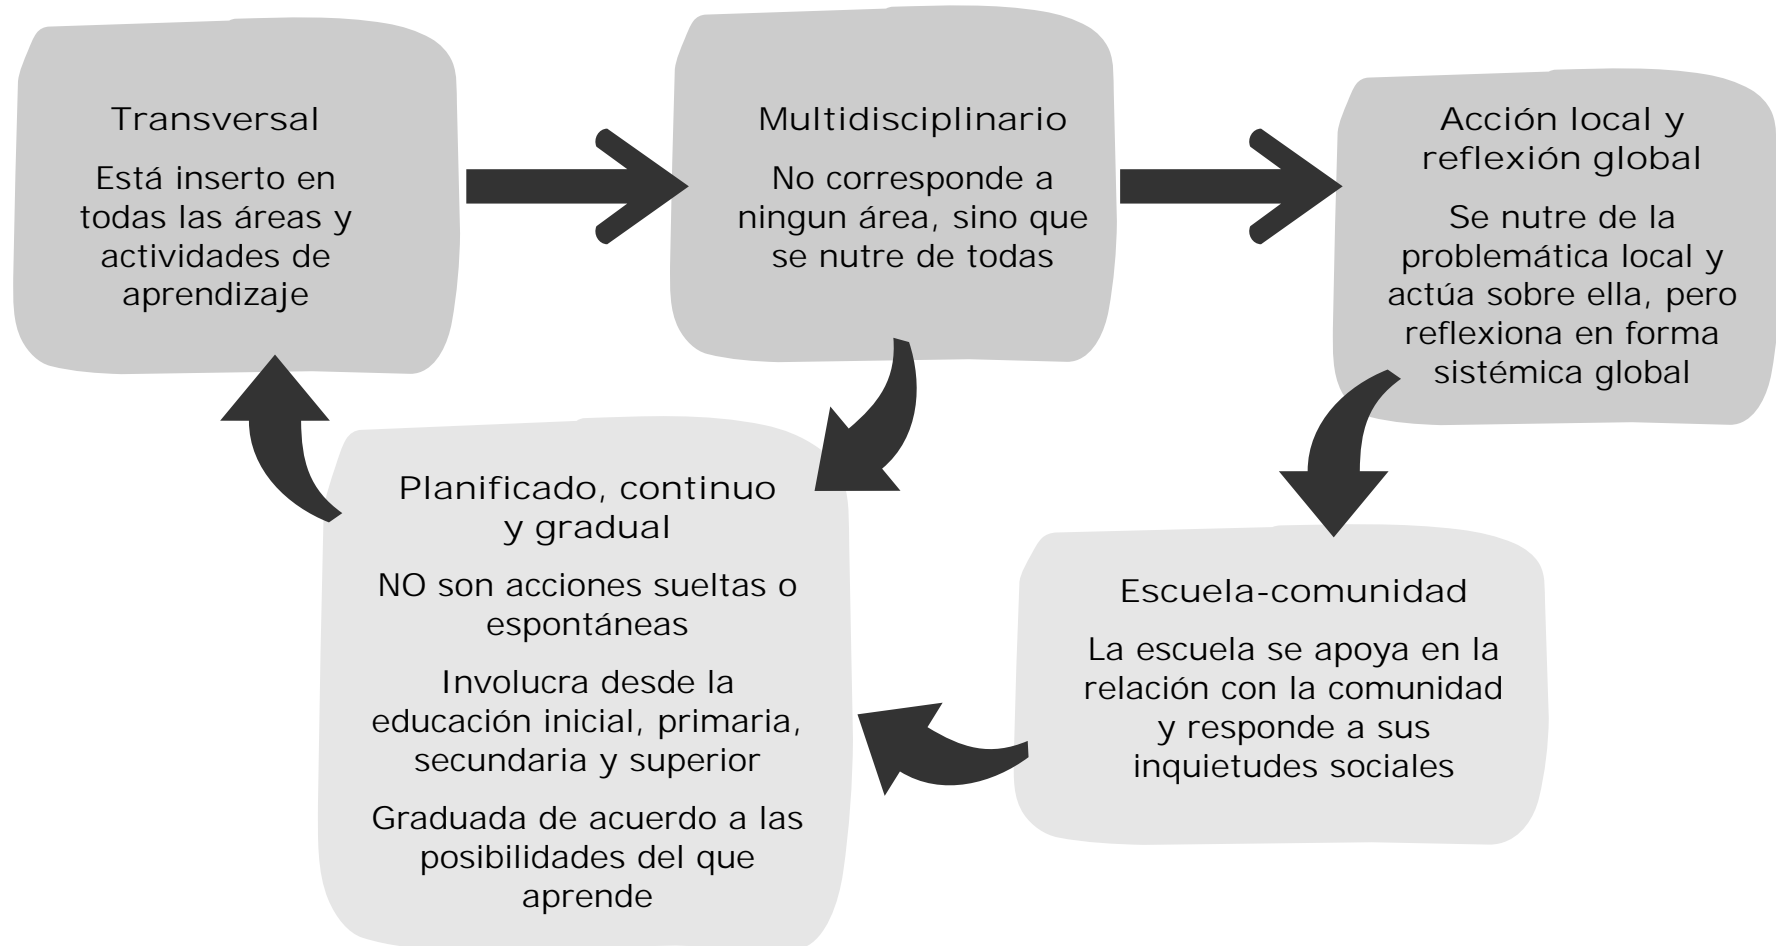 Transversal
Está inserto en
todas las áreas y
actividades de
aprendizaje
Multidisciplinario
No corresponde a
ningun área, sino que
se nutre de todas
Acción local y
reflexión global
Se nutre de la
problemática local y
actúa sobre ella, pero
reflexiona en forma
sistémica global
Planificado, continuo
y gradual
NO son acciones sueltas o
espontáneas
Involucra desde la
educación inicial, primaria,
secundaria y superior
Graduada de acuerdo a las
posibilidades del que
aprende
Escuela-comunidad
La escuela se apoya en la
relación con la comunidad
y responde a sus
inquietudes sociales